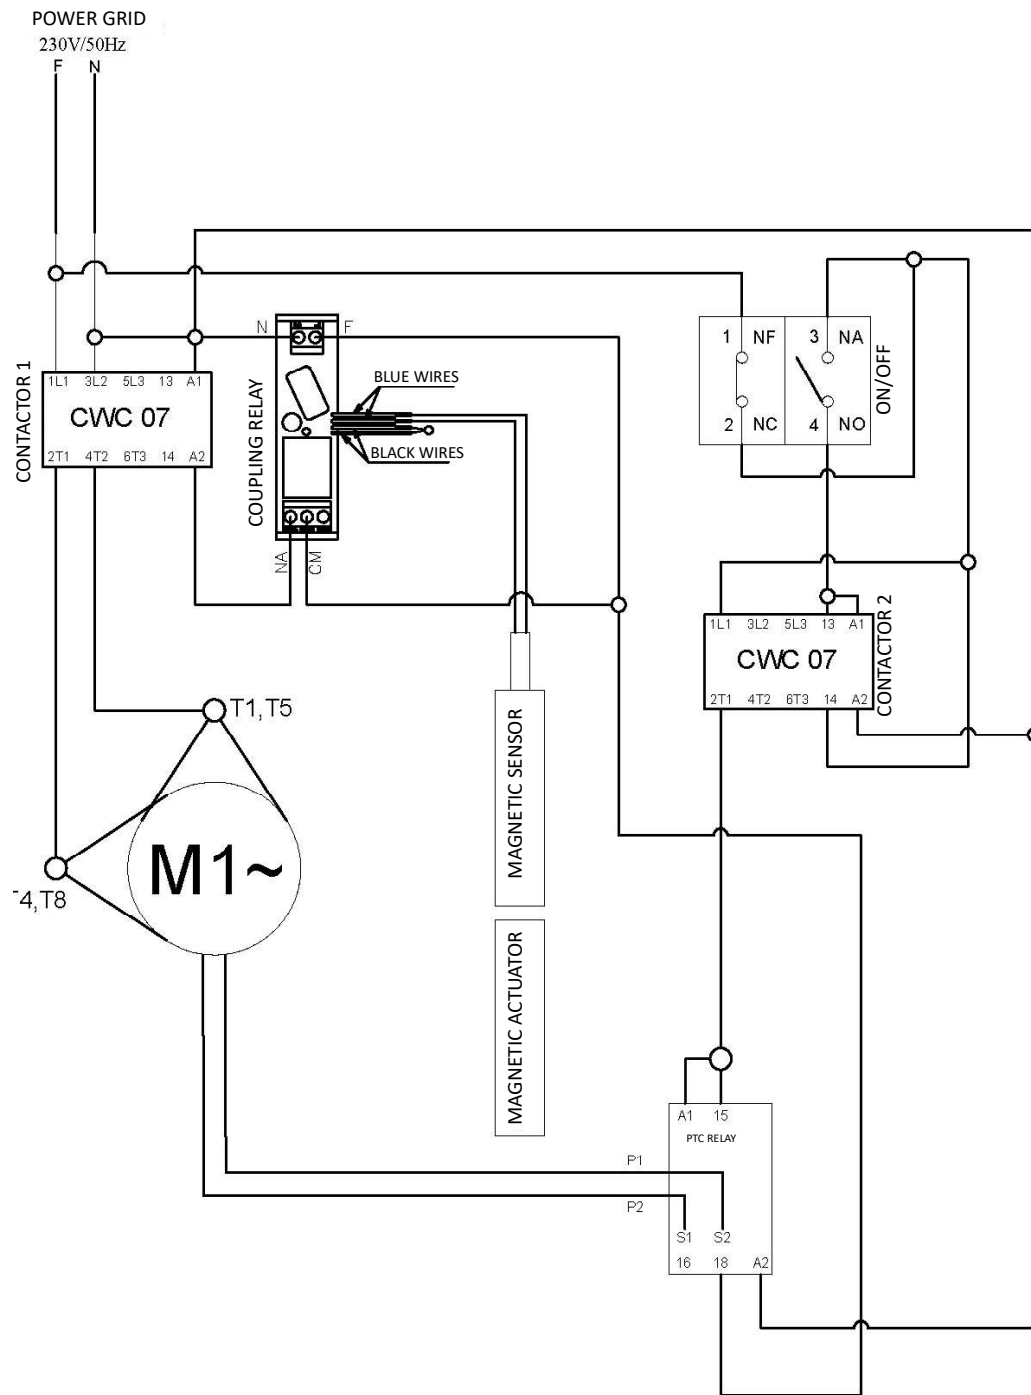 POWER GRID
230V/50Hz
F N
N F
1 NF 3 NA
2 NC 4 NO
ON/OFF
CONTACTOR 1
1L1 3L2 5L3 13 A1
CWC 07
2T1 4T2 6T3 14 A2
COUPLING RELAY
BLUE WIRES
BLACK WIRES
NA CM
CONTACTOR 2
1L1 3L2 5L3 13 A1
CWC 07
2T1 4T2 6T3 14 A2
T1,T5
M1~
4,T8
MAGNETIC SENSOR
MAGNETIC ACTUATOR
A1 15
PTC RELAY
P1
P2
S1 S2
16 18 A2